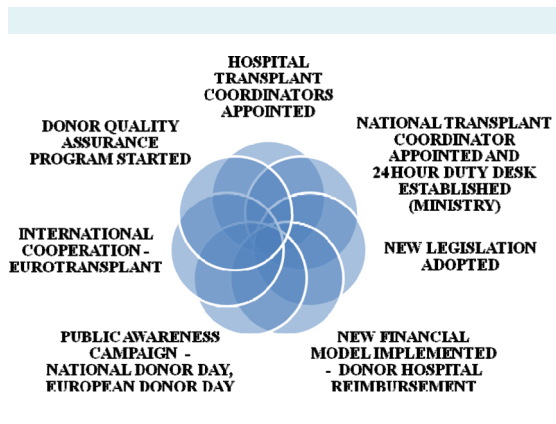 HOSPITAL
TRANSPLANT
COORDINATORS
APPOINTED
NATIONAL TRANSPLANT
COORDINATOR
APPOINTED AND
24HOUR DUTY DESK
ESTABLISHED
(MINISTRY)
NEW LEGISLATION
ADOPTED
NEW FINANCIAL
MODEL IMPLEMENTED
- DONOR HOSPITAL
REIMBURSEMENT
PUBLIC AWARENESS
CAMPAIGN -
NATIONAL DONOR DAY,
EUROPEAN DONOR DAY
INTERNATIONAL
COOPERATION -
EUROTRANSPLANT
DONOR QUALITY
ASSURANCE
PROGRAM STARTED